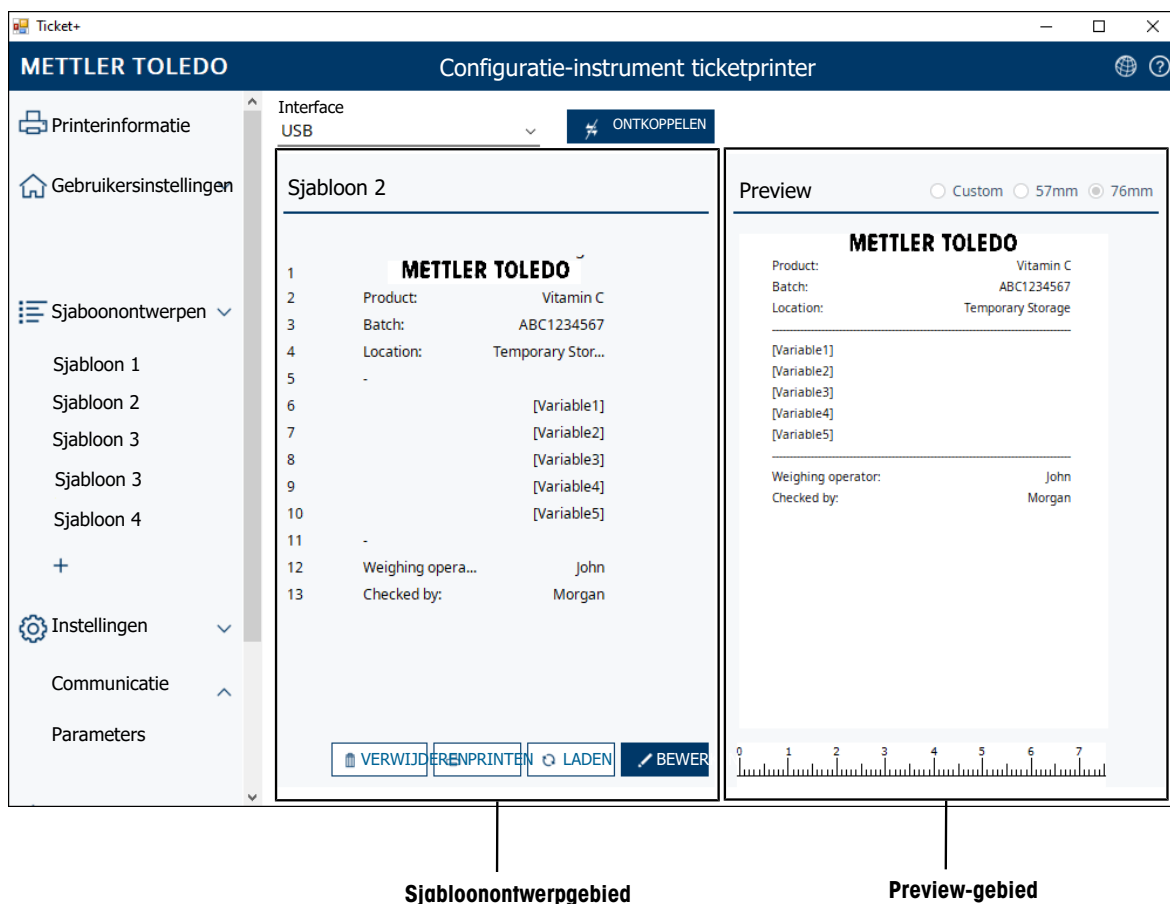 Ticket+
METTLER TOLEDO
Configuratie-instrument ticketprinter
Printerinformatie
Gebruikersinstellingen
Sjaboonontwerpen
Sjabloon 1
Sjabloon 2
Sjabloon 3
Sjabloon 3
Sjabloon 4
+
Instellingen
Communicatie
Parameters
Interface
USB
ONTKOPPELEN
Sjabloon 2
1 METTLER TOLEDO
2 Product: Vitamin C
3 Batch: ABC1234567
4 Location: Temporary Stor...
5 -
6 [Variable1]
7 [Variable2]
8 [Variable3]
9 [Variable4]
10 [Variable5]
11 -
12 Weighing opera... John
13 Checked by: Morgan
VERWIJDEREN PRINTEN LADEN BEWER
Preview Custom 57mm 76mm
METTLER TOLEDO
Product: Vitamin C
Batch: ABC1234567
Location: Temporary Storage
[Variable1]
[Variable2]
[Variable3]
[Variable4]
[Variable5]
Weighing operator: John
Checked by: Morgan
0 1 2 3 4 5 6 7
Sjabloonontwerpgebied
Preview-gebied